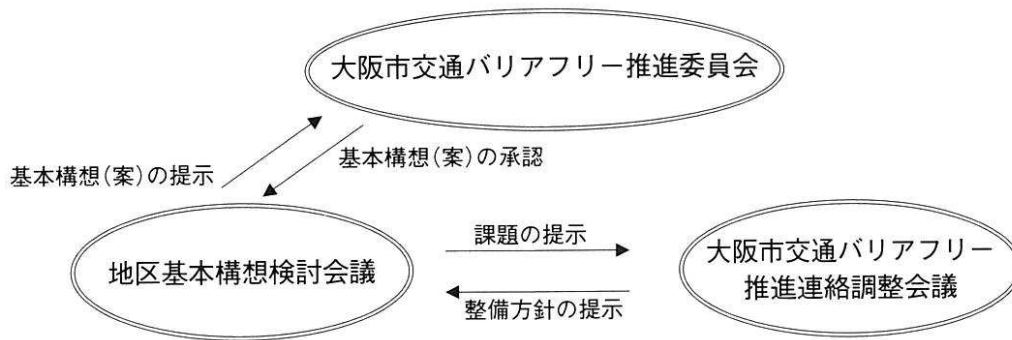 大阪市交通バリアフリー推進委員会
基本構想(案)の提示
基本構想(案)の承認
地区基本構想検討会議
課題の提示
整備方針の提示
大阪市交通バリアフリー
推進連絡調整会議